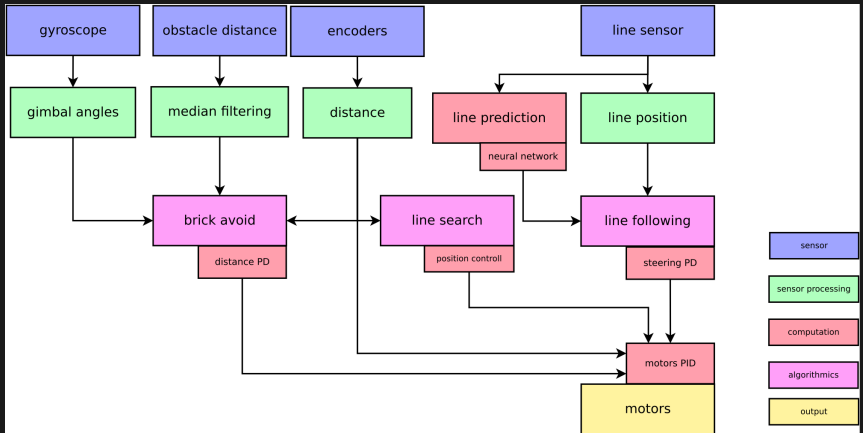 gyroscope
obstacle distance
encoders
line sensor
gimbal angles
median filtering
distance
line prediction
line position
neural network
brick avoid
line search
line following
distance PD
position controll
steering PD
motors PID
motors
sensor
sensor processing
computation
algorithmics
output